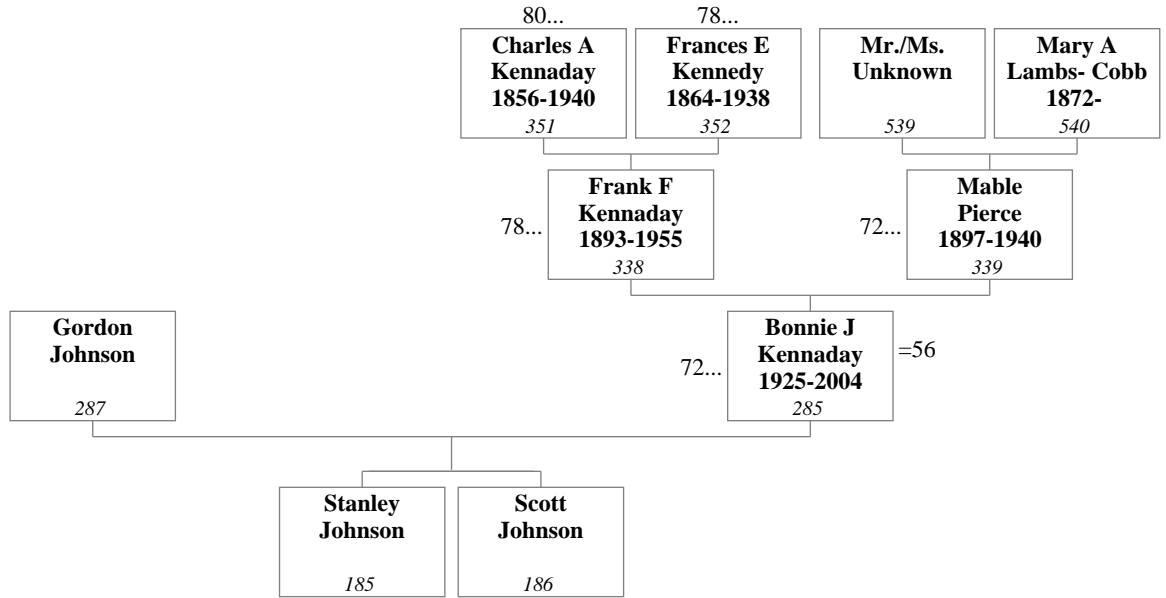 80...
78...
Charles A
Kennaday
1856-1940
351
Frances E
Kennedy
1864-1938
352
Mr./Ms.
Unknown
539
Mary A
Lambs- Cobb
1872-
540
78...
Frank F
Kennaday
1893-1955
338
72...
Mable
Pierce
1897-1940
339
Gordon
Johnson
287
72...
Bonnie J
Kennaday
1925-2004
285
=56
Stanley
Johnson
185
Scott
Johnson
186